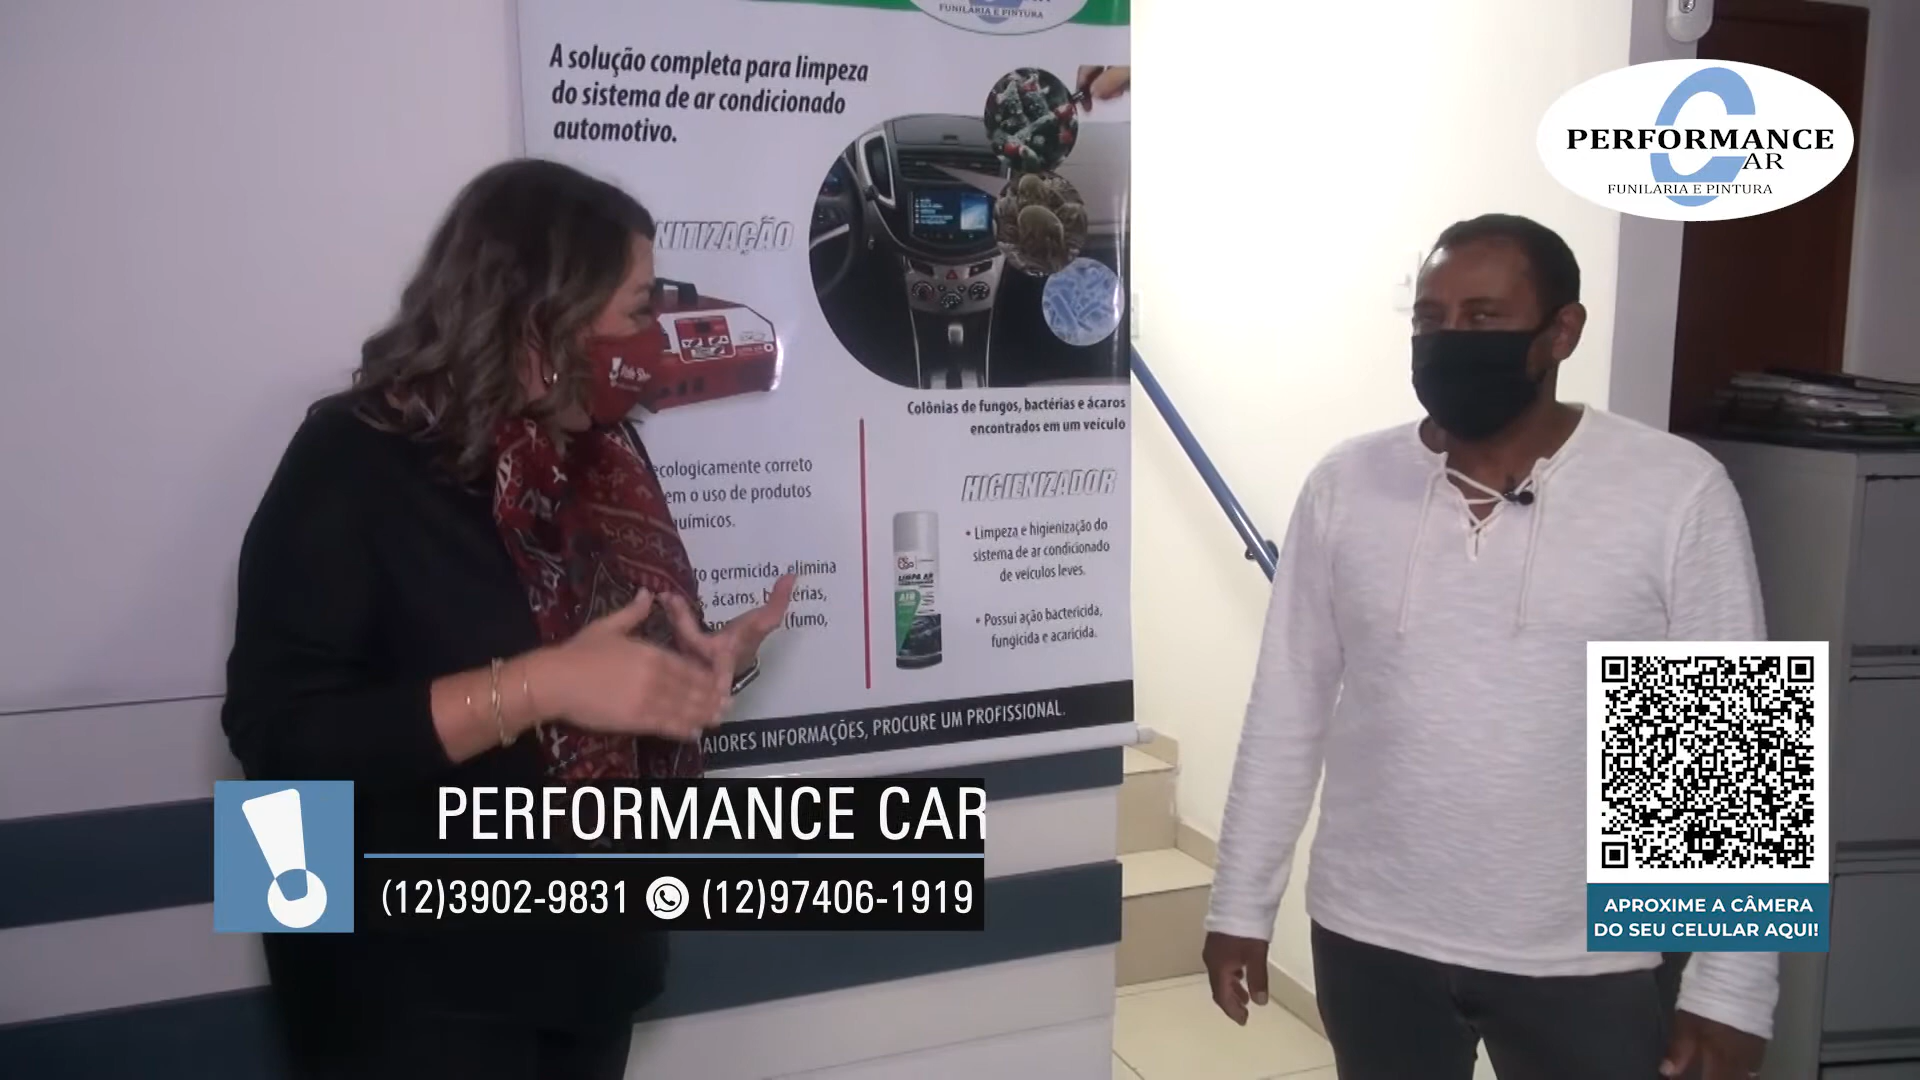 FUNILARIA E PINTURA
A solução completa para limpeza
do sistema de ar condicionado
automotivo.
NITIZAÇÃO
Colônias de fungos, bactérias e ácaros
encontrados em um veículo
ecologicamente correto
em o uso de produtos
químicos.
germicida, elimina
ácaros,
(fumo,
HIGIENIZADOR
• Limpeza e higienização do
sistema de ar condicionado
de veículos leves.
• Possui ação bactericida,
fungicida e acaricida.
LIMPA AR
AIORES INFORMAÇÕES, PROCURE UM PROFISSIONAL.
PERFORMANCE
CAR
FUNILARIA E PINTURA
PERFORMANCE CAR
(12)3902-9831 (12)97406-1919
APROXIME A CÂMERA
DO SEU CELULAR AQUI!